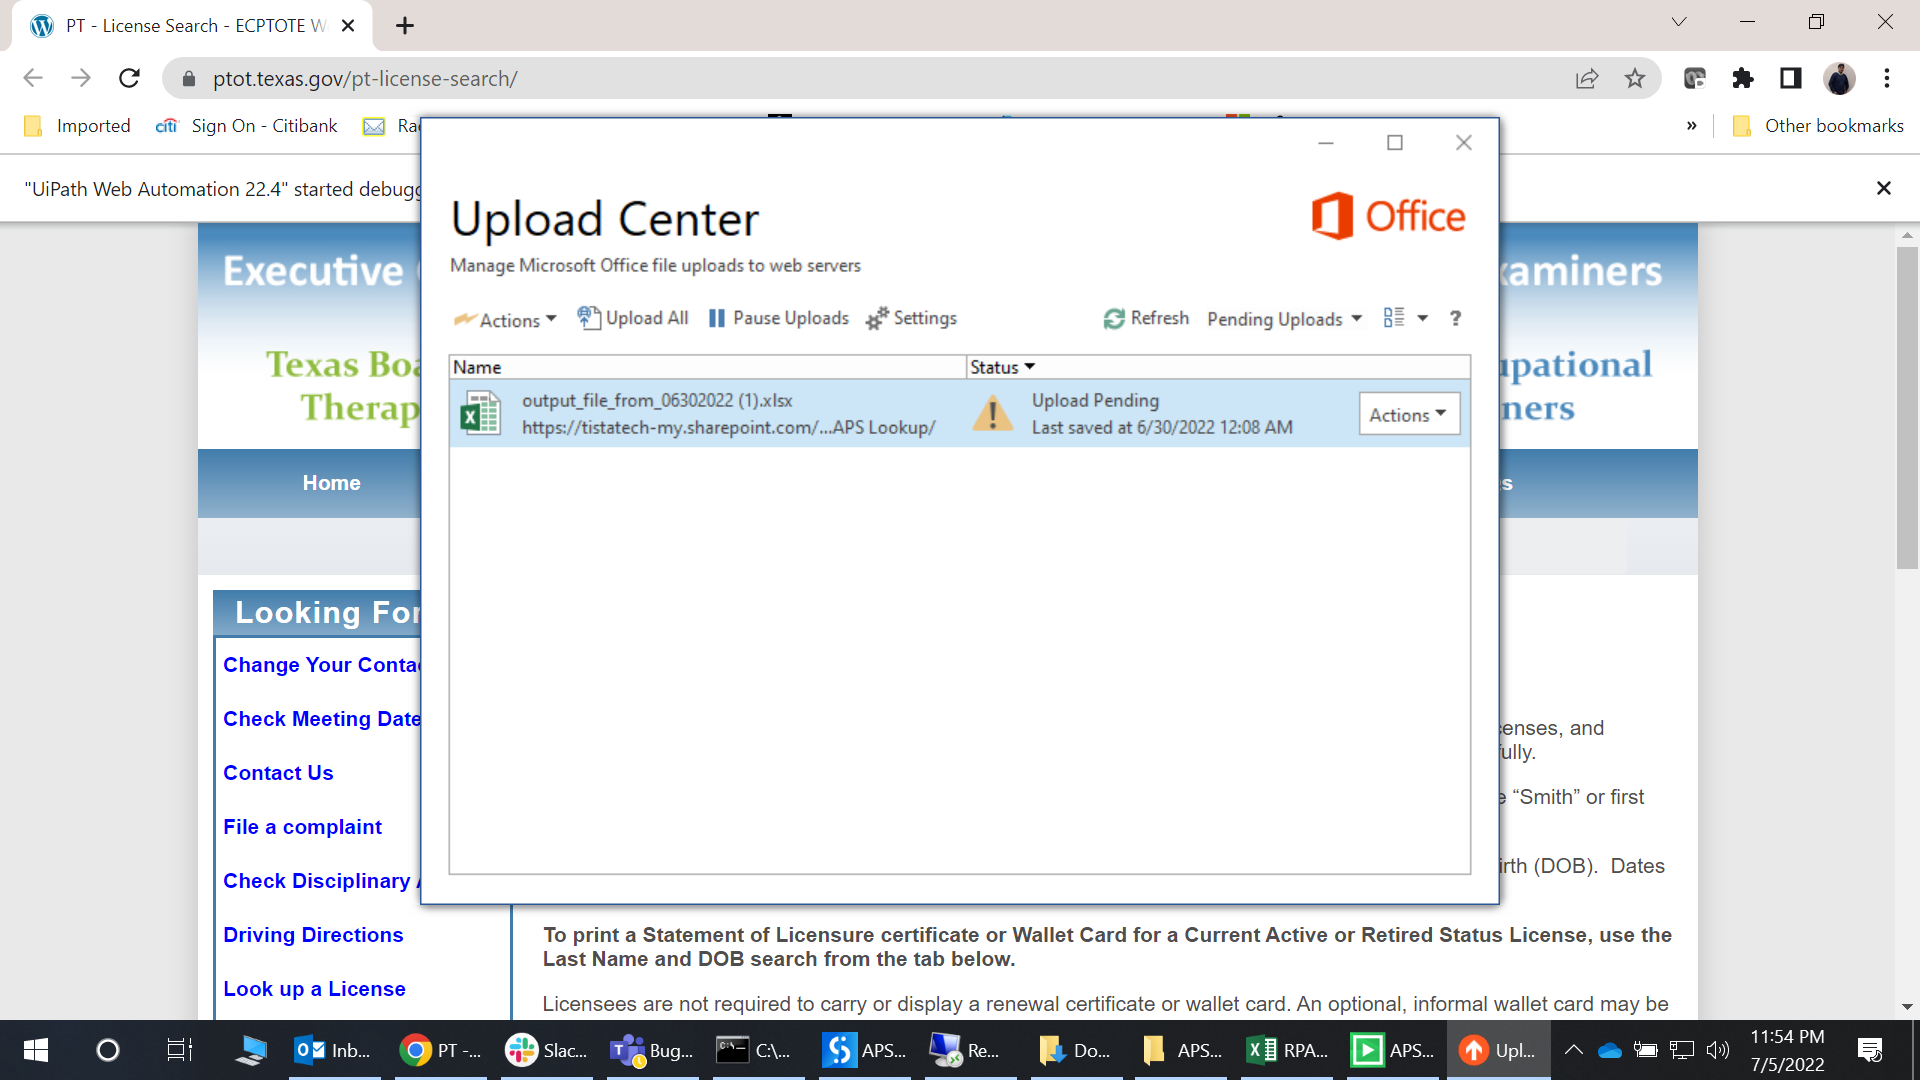 PT - License Search - ECPTOTE W
ptot.texas.gov/pt-license-search/
Imported
citi Sign On - Citibank
Ra
»
Other bookmarks
"UiPath Web Automation 22.4" started debugg
Upload Center
Office
Manage Microsoft Office file uploads to web servers
Actions
Upload All
Pause Uploads
Settings
Refresh
Pending Uploads
?
Name
Status
output_file_from_06302022 (1).xlsx
https://tistatech-my.sharepoint.com/...APS Lookup/
Upload Pending
Last saved at 6/30/2022 12:08 AM
Actions
Executive
xaminers
Texas Boa
upational
Therap
ners
Home
s
Looking For
Change Your Conta
Check Meeting Date
Contact Us
File a complaint
Check Disciplinary A
Driving Directions
Look up a License
censes, and
fully.
e “Smith” or first
irth (DOB). Dates
To print a Statement of Licensure certificate or Wallet Card for a Current Active or Retired Status License, use the
Last Name and DOB search from the tab below.
Licensees are not required to carry or display a renewal certificate or wallet card. An optional, informal wallet card may be
Inb...
PT -...
Slac...
Bug...
C:\...
APS...
Re...
Do...
APS...
RPA...
APS...
Upl...
11:54 PM
7/5/2022